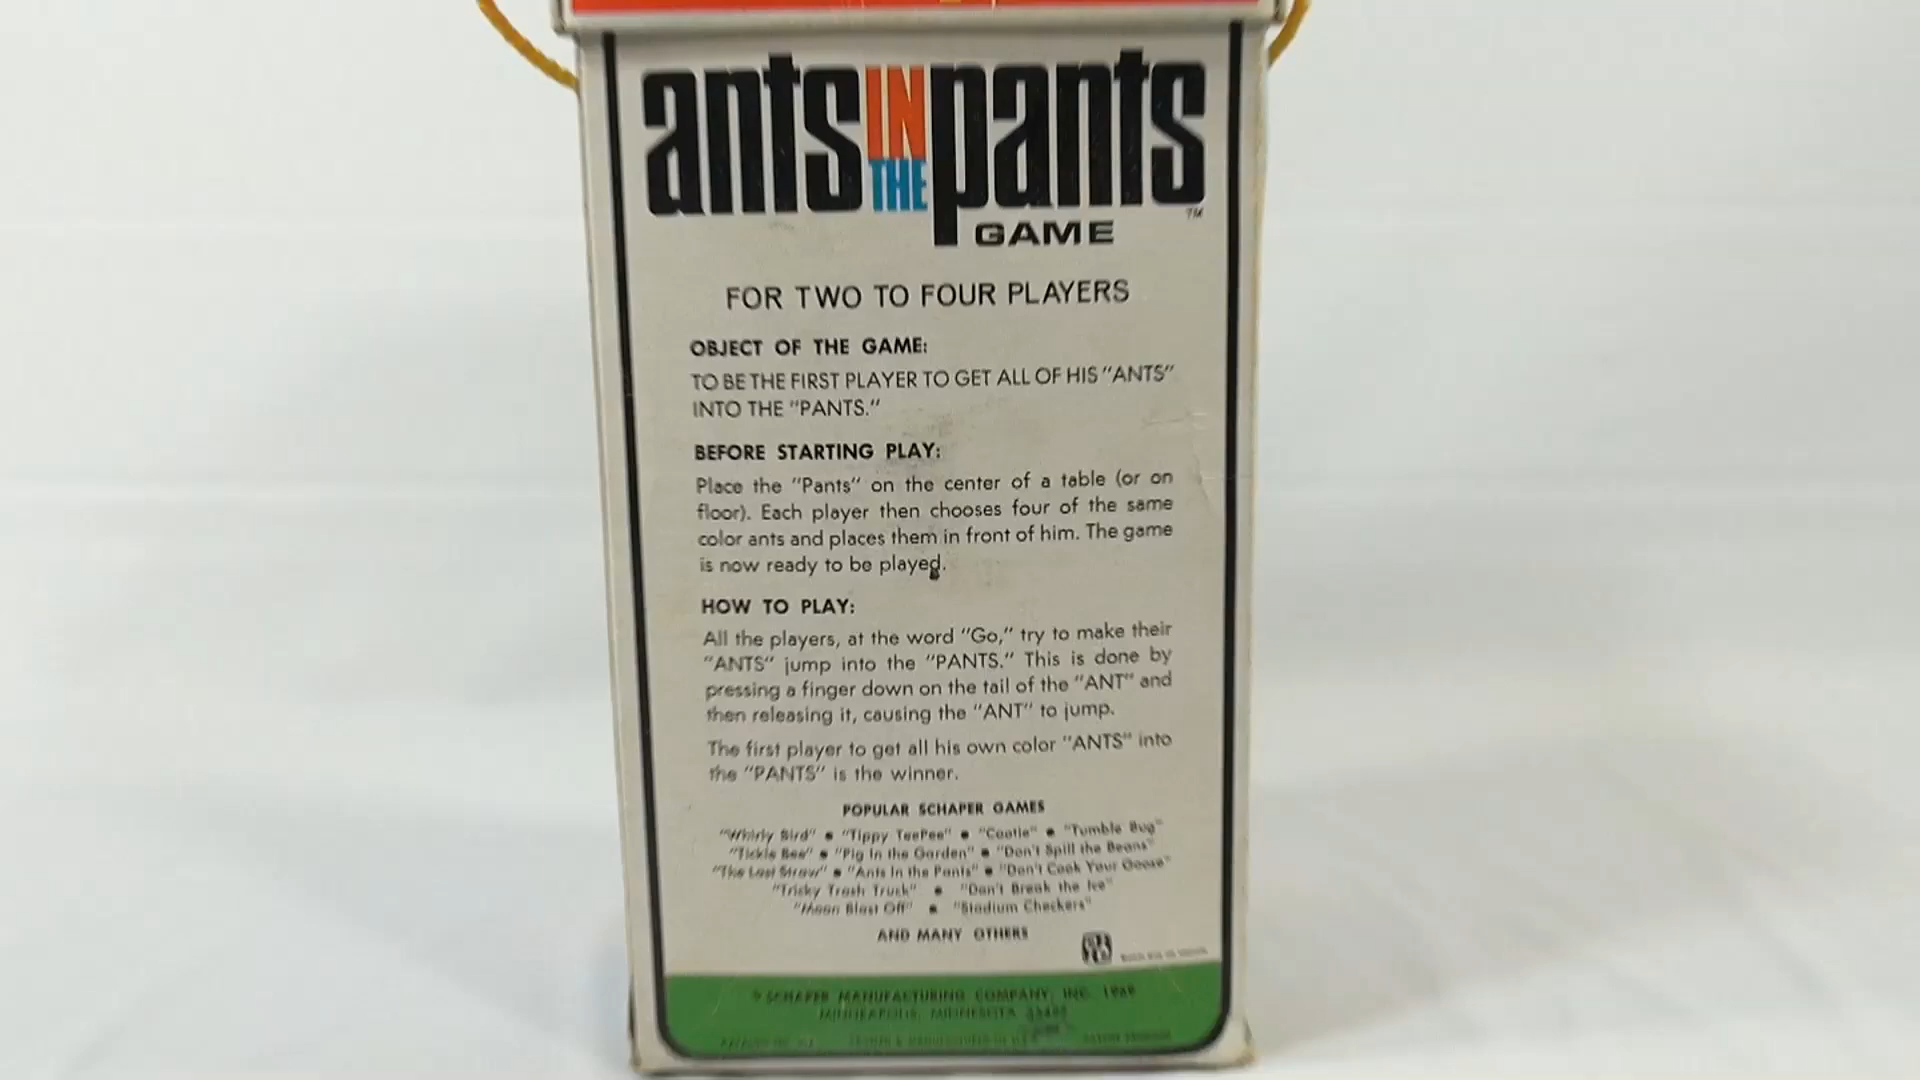 ants IN THE pants
TM
GAME
FOR TWO TO FOUR PLAYERS
OBJECT OF THE GAME:
TO BE THE FIRST PLAYER TO GET ALL OF HIS "ANTS"
INTO THE "PANTS."
BEFORE STARTING PLAY:
Place the "Pants" on the center of a table (or on
floor). Each player then chooses four of the same
color ants and places them in front of him. The game
is now ready to be played.
HOW TO PLAY:
All the players, at the word "Go," try to make their
"ANTS" jump into the "PANTS." This is done by
pressing a finger down on the tail of the "ANT" and
then releasing it, causing the "ANT" to jump.
The first player to get all his own color "ANTS" into
the "PANTS" is the winner.
POPULAR SCHAPER GAMES
"Whirly Bird" • "Tippy TeePee" • "Cootie" • "Tumble Bug"
"Tickle Bee" • "Pig In the Garden" • "Don't Spill the Beans"
"The Last Straw" • "Ants In the Pants" • "Don't Cook Your Goose"
"Tricky Trash Truck" • "Don't Break the Ice"
"Moon Blast Off" • "Stadium Checkers"
AND MANY OTHERS
© SCHAPER MANUFACTURING COMPANY, INC. 1969
MINNEAPOLIS, MINNESOTA